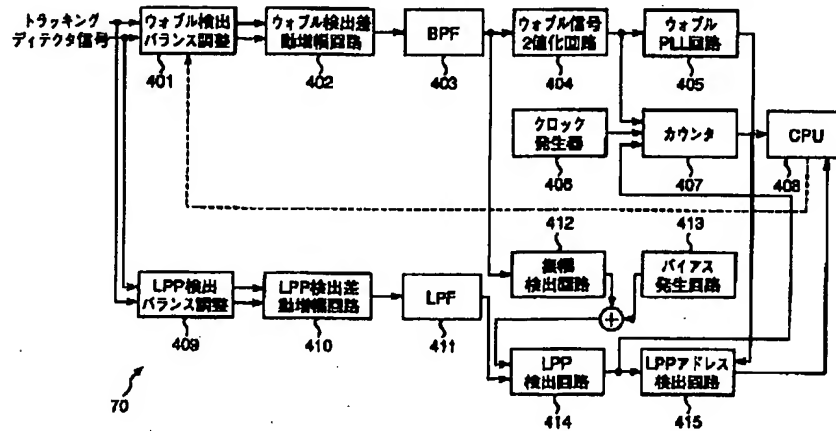 トラッキング
ディテクタ信号
ウォブル検出
バランス調整
401
ウォブル検出差
動増幅回路
402
BPF
403
ウォブル信号
2値化回路
404
ウォブル
PLL回路
405
クロック
発生器
406
カウンタ
407
CPU
408
412
413
振幅
検出回路
バイアス
発生回路
LPP検出
バランス調整
409
LPP検出差
動増幅回路
410
LPF
411
LPP
検出回路
414
LPPアドレス
検出回路
415
70